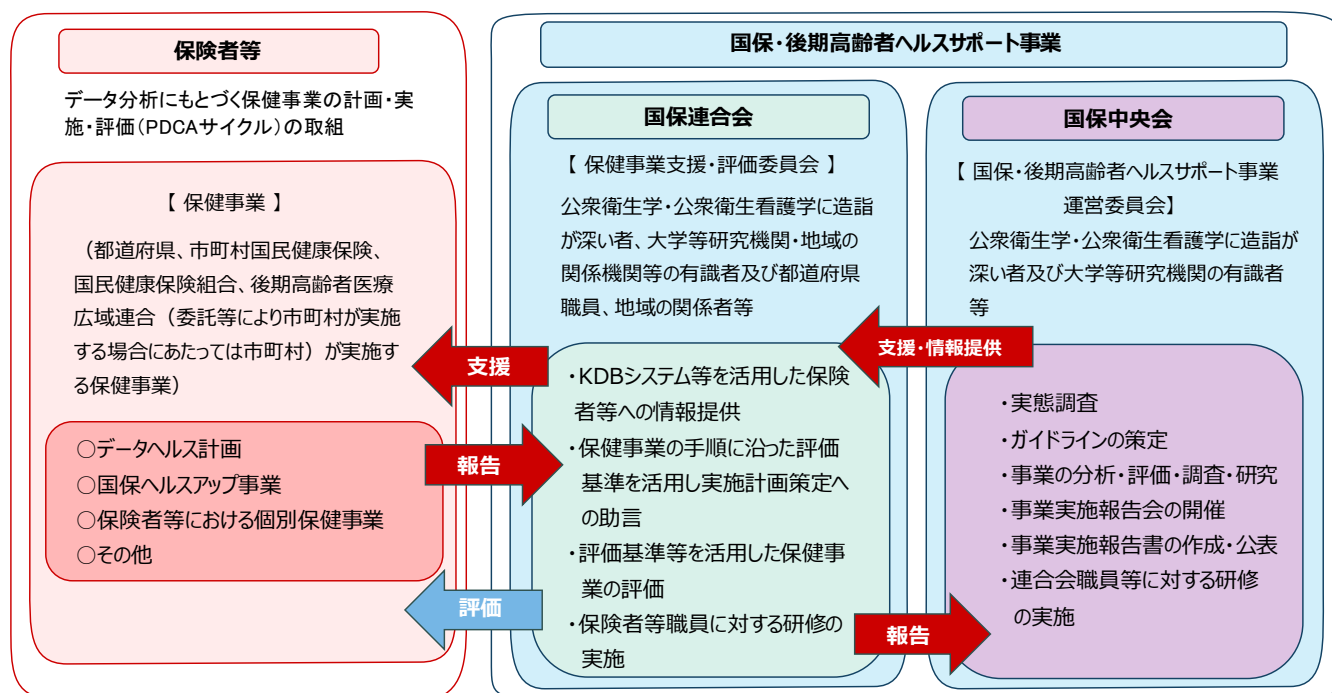 保険者等
データ分析にもとづく保健事業の計画・実
施・評価(PDCAサイクル)の取組
【 保健事業 】
（都道府県、市町村国民健康保険、
国民健康保険組合、後期高齢者医療
広域連合（委託等により市町村が実施
する場合にあたっては市町村）が実施す
る保健事業）
○データヘルス計画
○国保ヘルスアップ事業
○保険者等における個別保健事業
○その他
支援
報告
評価
国保・後期高齢者ヘルスサポート事業
国保連合会
【 保健事業支援・評価委員会 】
公衆衛生学・公衆衛生看護学に造詣
が深い者、大学等研究機関・地域の
関係機関等の有識者及び都道府県
職員、地域の関係者等
・KDBシステム等を活用した保険
者等への情報提供
・保健事業の手順に沿った評価
基準を活用し実施計画策定へ
の助言
・評価基準等を活用した保健事
業の評価
・保険者等職員に対する研修の
実施
支援・情報提供
報告
国保中央会
【 国保・後期高齢者ヘルスサポート事業
運営委員会】
公衆衛生学・公衆衛生看護学に造詣が
深い者及び大学等研究機関の有識者
等
・実態調査
・ガイドラインの策定
・事業の分析・評価・調査・研究
・事業実施報告会の開催
・事業実施報告書の作成・公表
・連合会職員等に対する研修
の実施